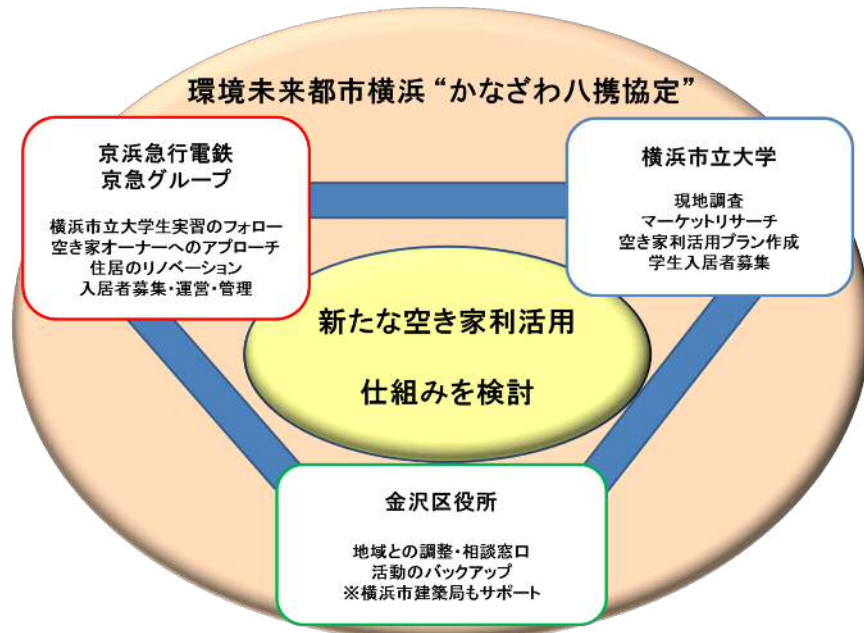 環境未来都市横浜 “かなざわ八携協定”
京浜急行電鉄
京急グループ
横浜市立大学生実習のフォロー
空き家オーナーへのアプローチ
住居のリノベーション
入居者募集・運営・管理
横浜市立大学
現地調査
マーケットリサーチ
空き家利活用プラン作成
学生入居者募集
新たな空き家利活用
仕組みを検討
金沢区役所
地域との調整・相談窓口
活動のバックアップ
※横浜市建築局もサポート